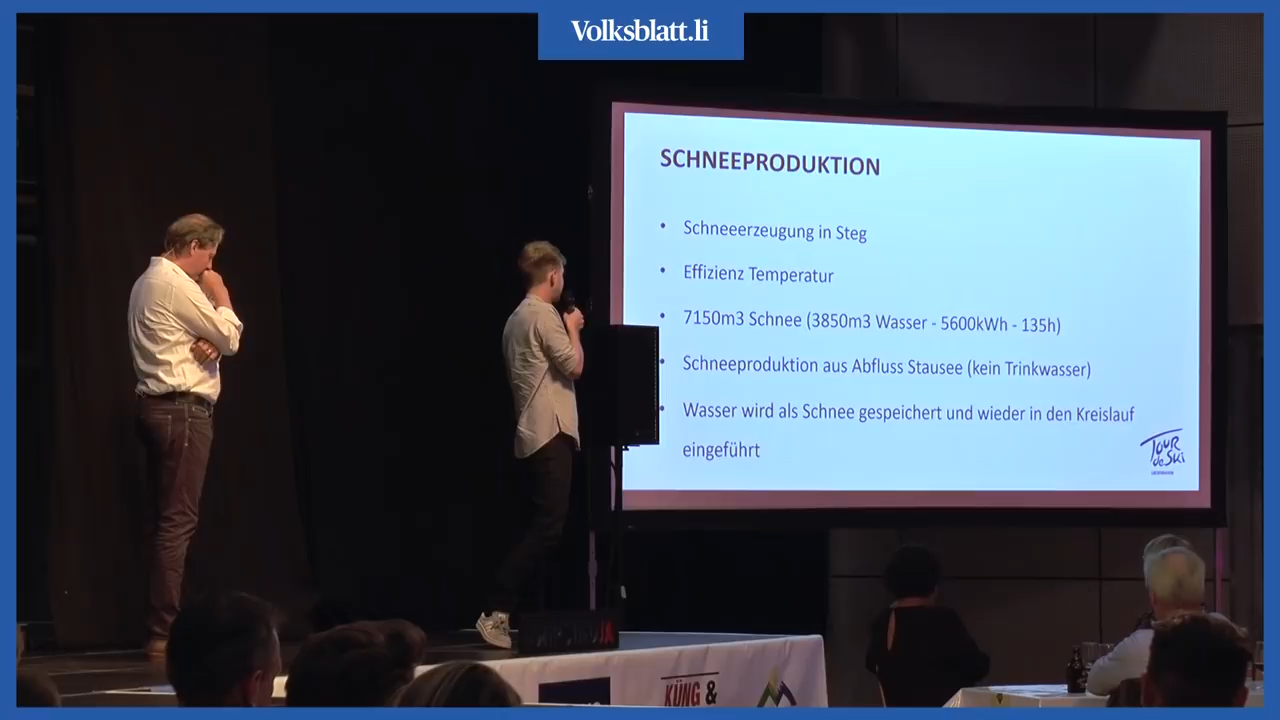 Volksblatt.li
SCHNEEPRODUKTION
• Schneeerzeugung in Steg
• Effizienz Temperatur
• 7150m3 Schnee (3850m3 Wasser - 5600kWh - 135h)
• Schneeproduktion aus Abfluss Stausee (kein Trinkwasser)
• Wasser wird als Schnee gespeichert und wieder in den Kreislauf
eingeführt
TOUR
de Ski
KÜNG &